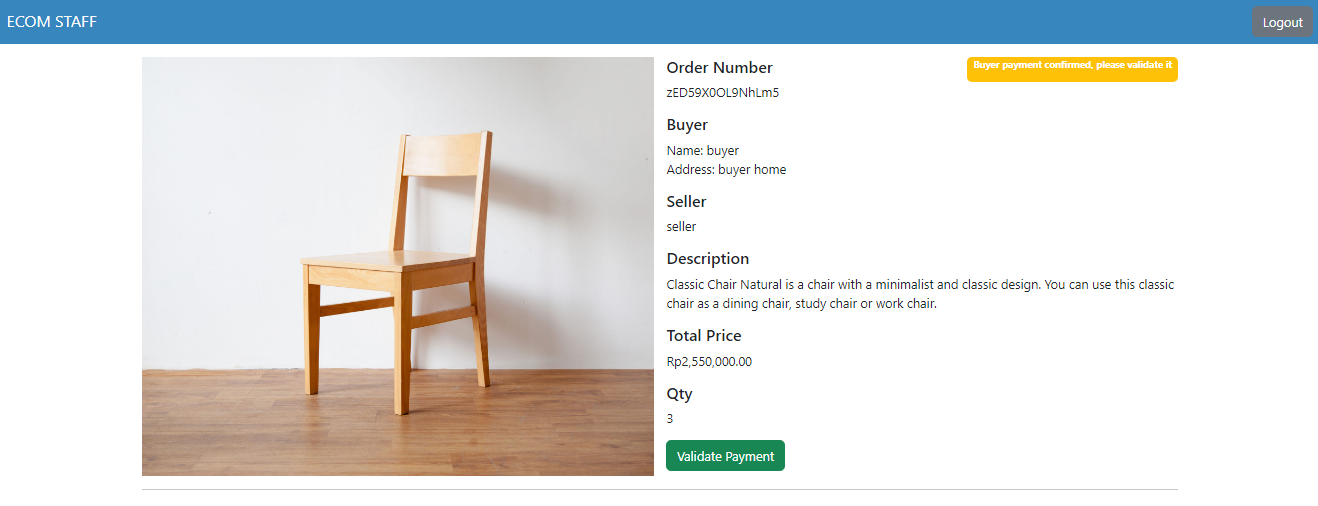 ECOM STAFF
Logout
Order Number
Buyer payment confirmed, please validate it
zED59X0OL9NhLm5
Buyer
Name: buyer
Address: buyer home
Seller
seller
Description
Classic Chair Natural is a chair with a minimalist and classic design. You can use this classic
chair as a dining chair, study chair or work chair.
Total Price
Rp2,550,000.00
Qty
3
Validate Payment